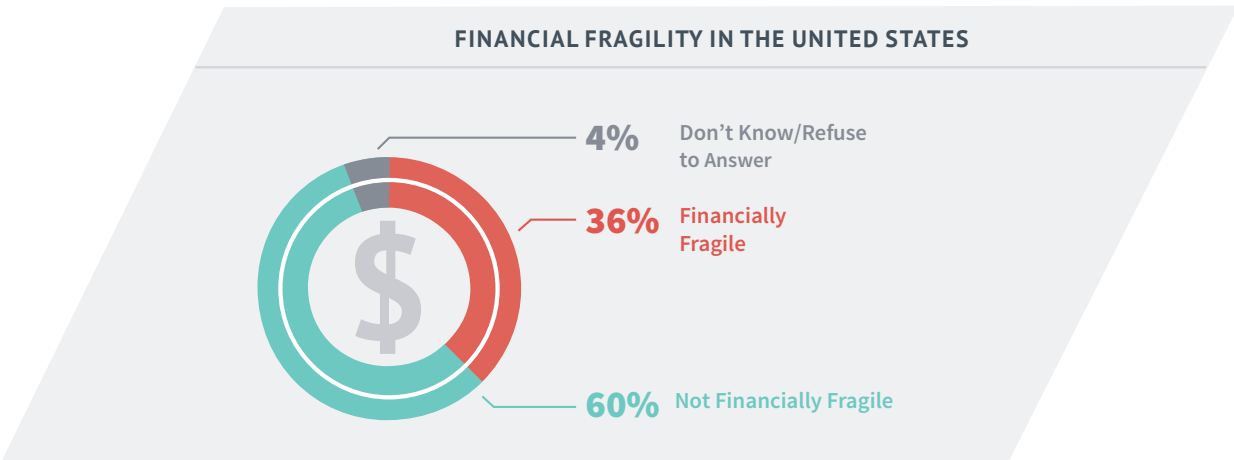 FINANCIAL FRAGILITY IN THE UNITED STATES
4% Don’t Know/Refuse
to Answer
36% Financially
Fragile
$
60% Not Financially Fragile